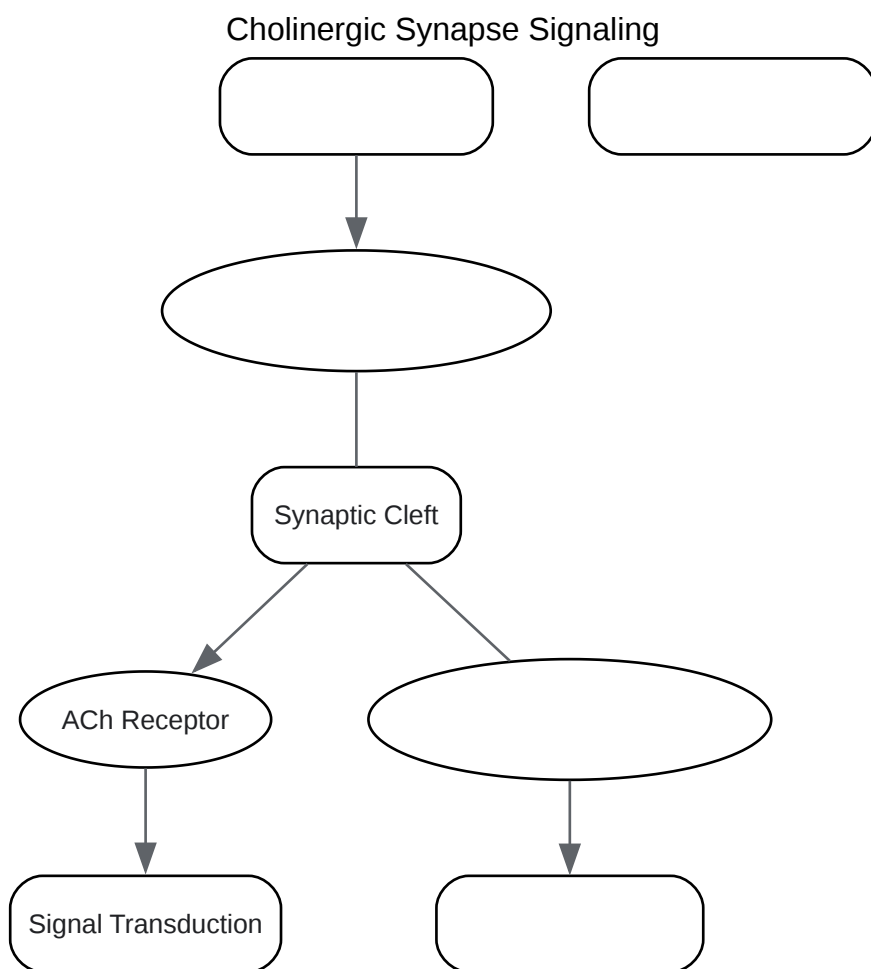 Cholinergic Synapse Signaling
Synaptic Cleft
ACh Receptor
Signal Transduction